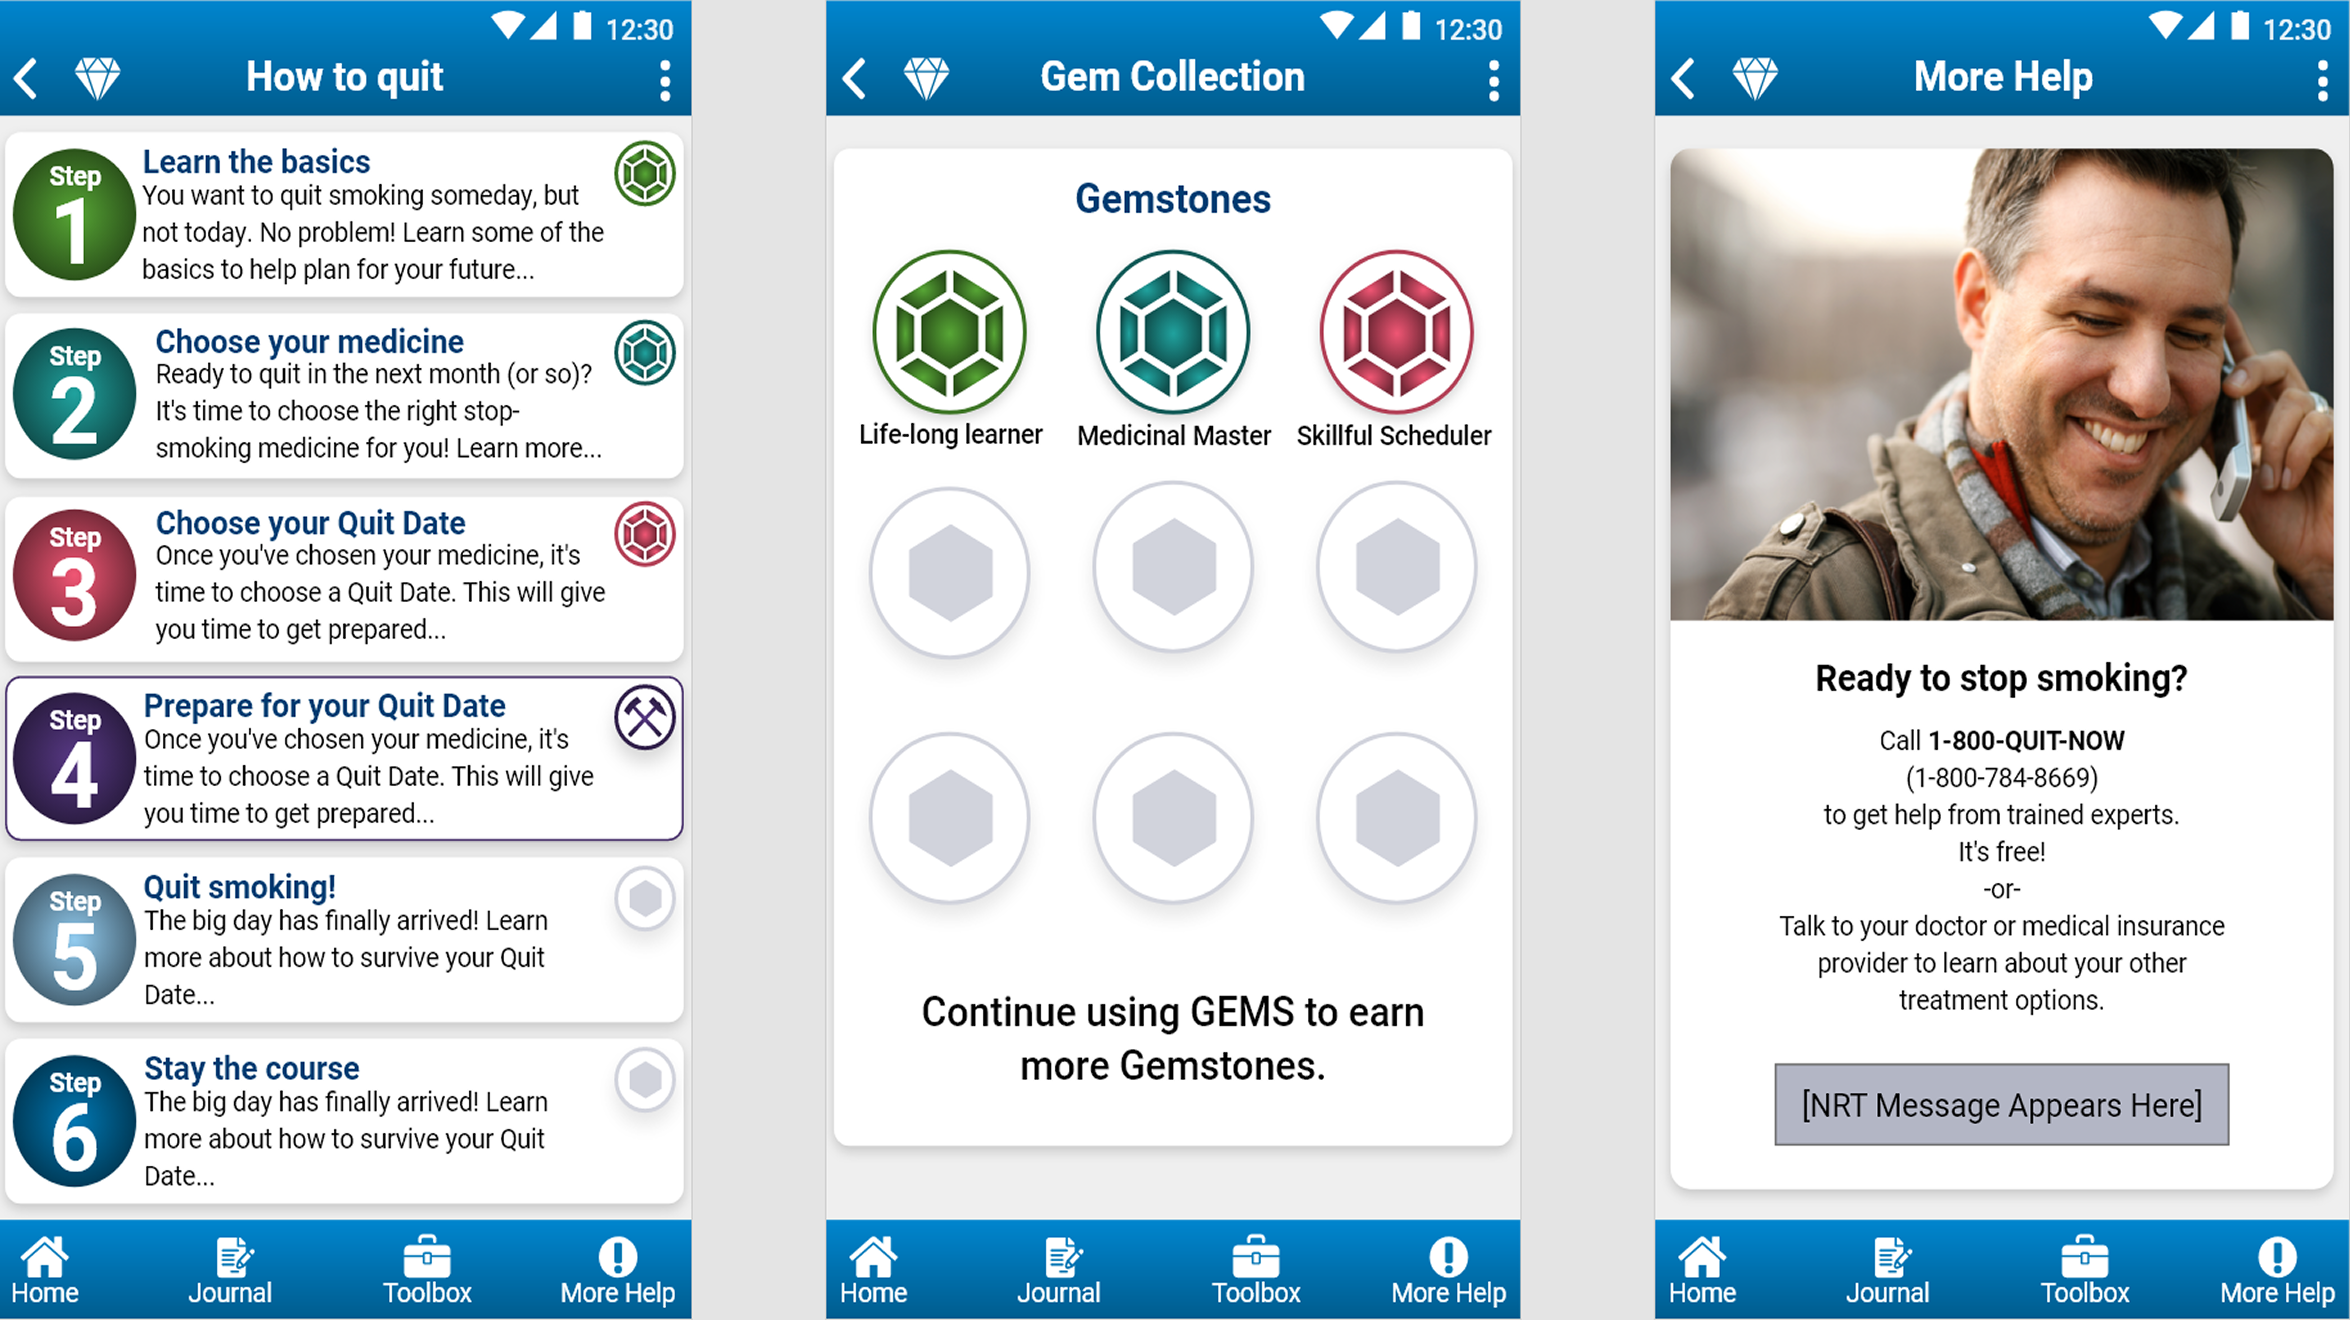 12:30
How to quit
Step
1
Learn the basics
You want to quit smoking someday, but
not today. No problem! Learn some of the
basics to help plan for your future...
Step
2
Choose your medicine
Ready to quit in the next month (or so)?
It's time to choose the right stop-
smoking medicine for you! Learn more...
Step
3
Choose your Quit Date
Once you've chosen your medicine, it's
time to choose a Quit Date. This will give
you time to get prepared...
Step
4
Prepare for your Quit Date
Once you've chosen your medicine, it's
time to choose a Quit Date. This will give
you time to get prepared...
Step
5
Quit smoking!
The big day has finally arrived! Learn
more about how to survive your Quit
Date...
Step
6
Stay the course
The big day has finally arrived! Learn
more about how to survive your Quit
Date...
Home Journal Toolbox More Help
12:30
Gem Collection
Gemstones
Life-long learner Medicinal Master Skillful Scheduler
Continue using GEMS to earn
more Gemstones.
Home Journal Toolbox More Help
12:30
More Help
Ready to stop smoking?
Call 1-800-QUIT-NOW
(1-800-784-8669)
to get help from trained experts.
It's free!
-or-
Talk to your doctor or medical insurance
provider to learn about your other
treatment options.
[NRT Message Appears Here]
Home Journal Toolbox More Help